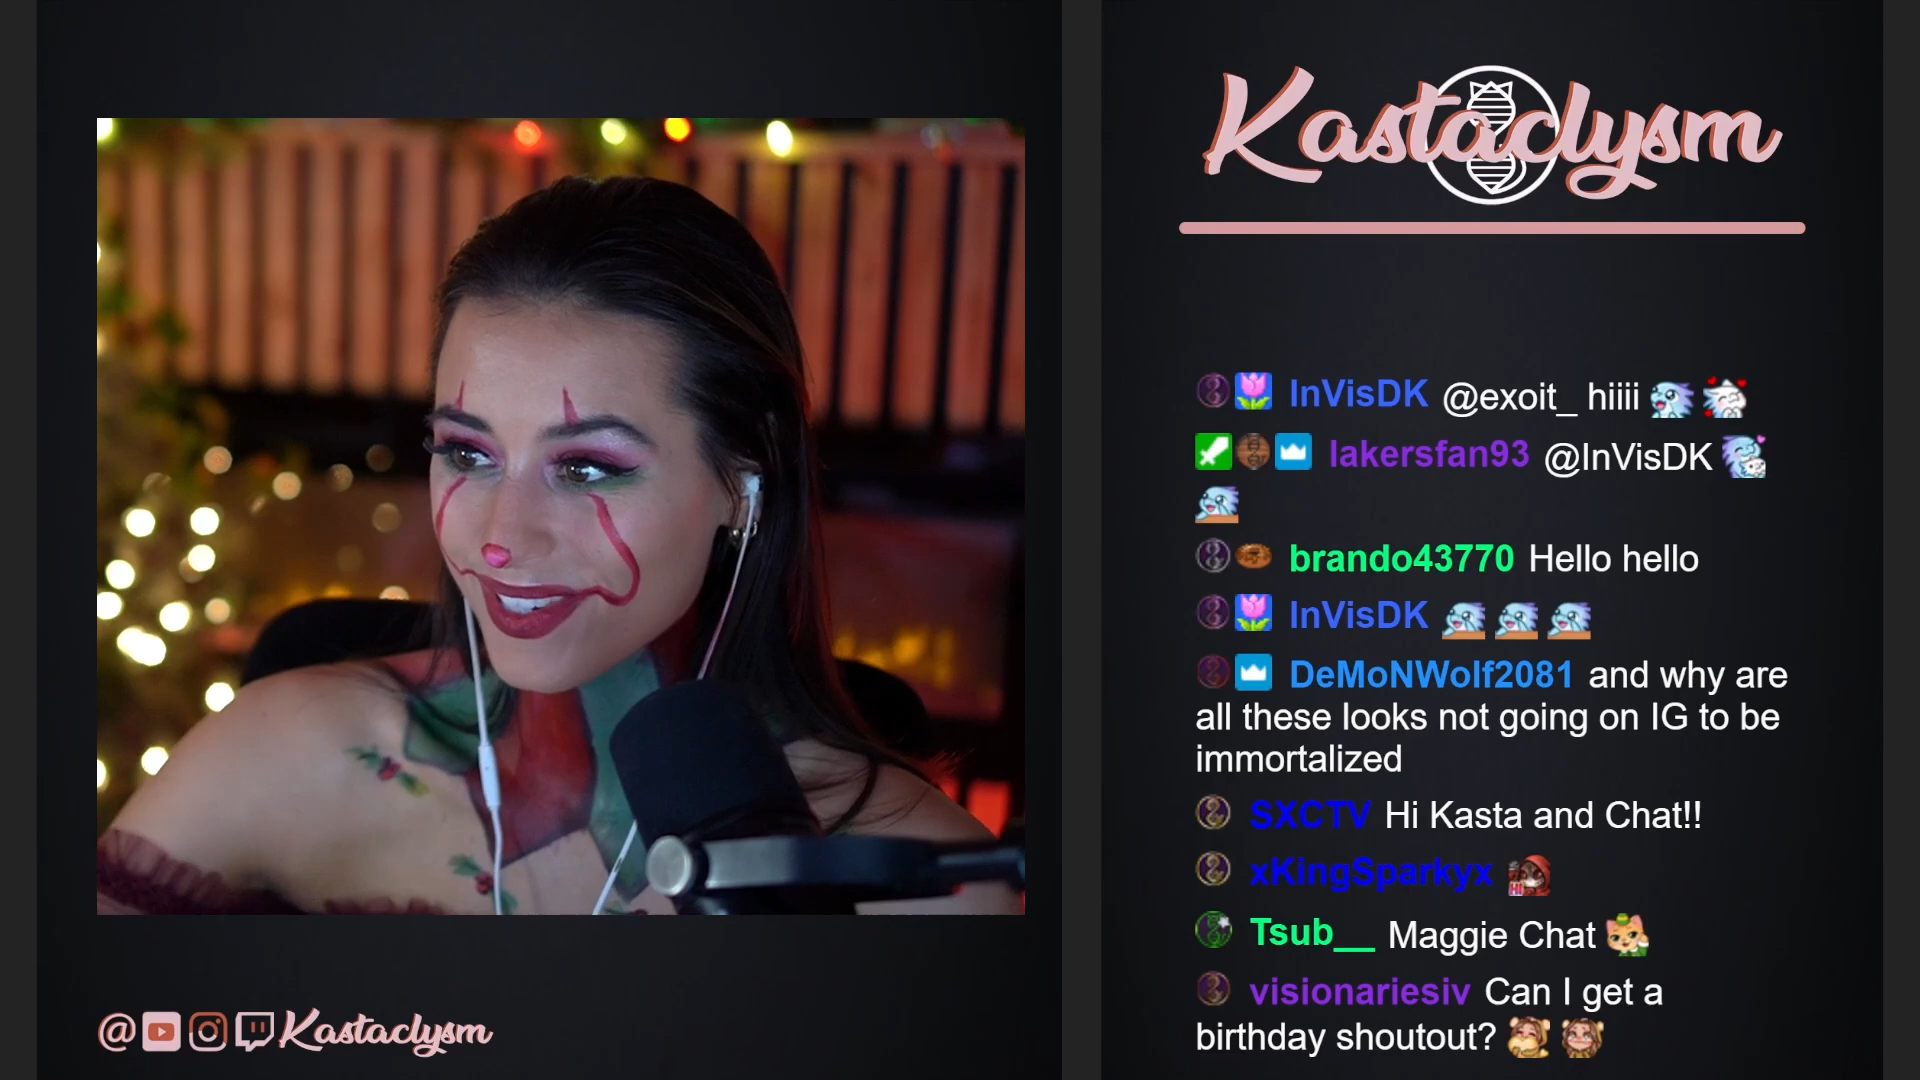 Kastaclysm
InVisDK @exoit_ hiiii
lakersfan93 @InVisDK
brando43770 Hello hello
InVisDK
DeMoNWolf2081 and why are
all these looks not going on IG to be
immortalized
SXCTV Hi Kasta and Chat!!
xKingSparkyx HI
Tsub__ Maggie Chat
visionariesiv Can I get a
birthday shoutout?
@ Kastaclysm